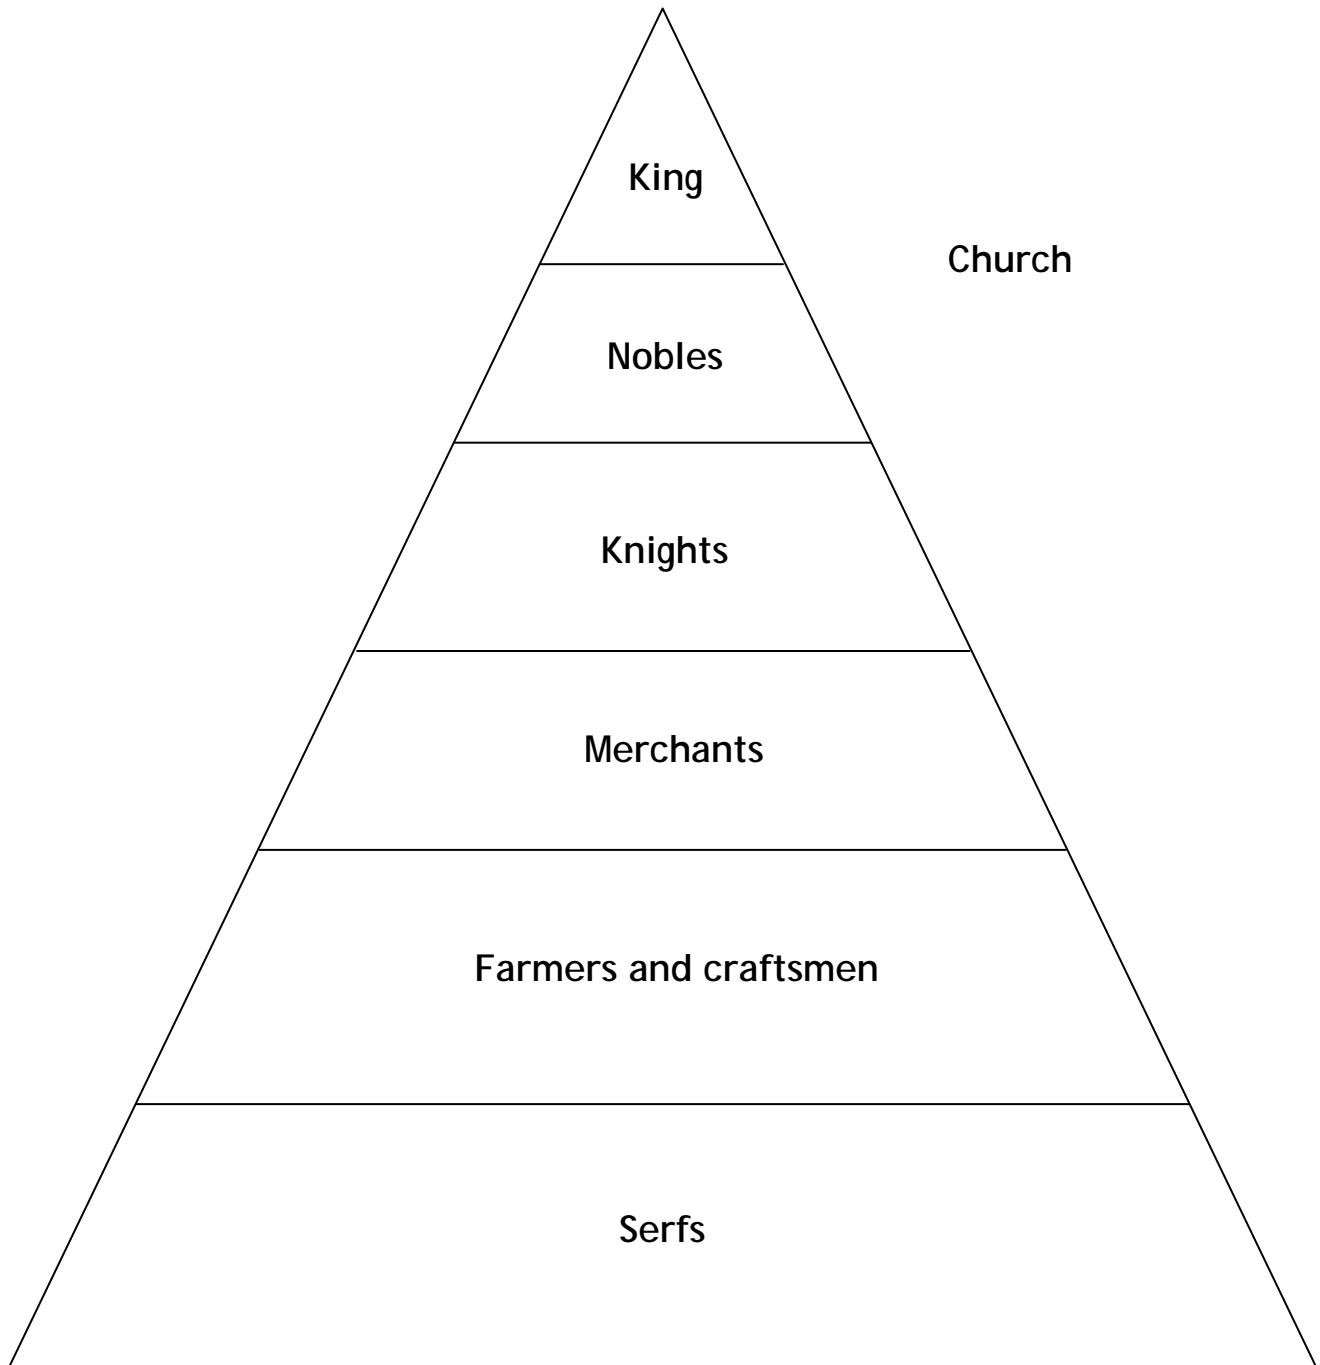 King
Church
Nobles
Knights
Merchants
Farmers and craftsmen
Serfs